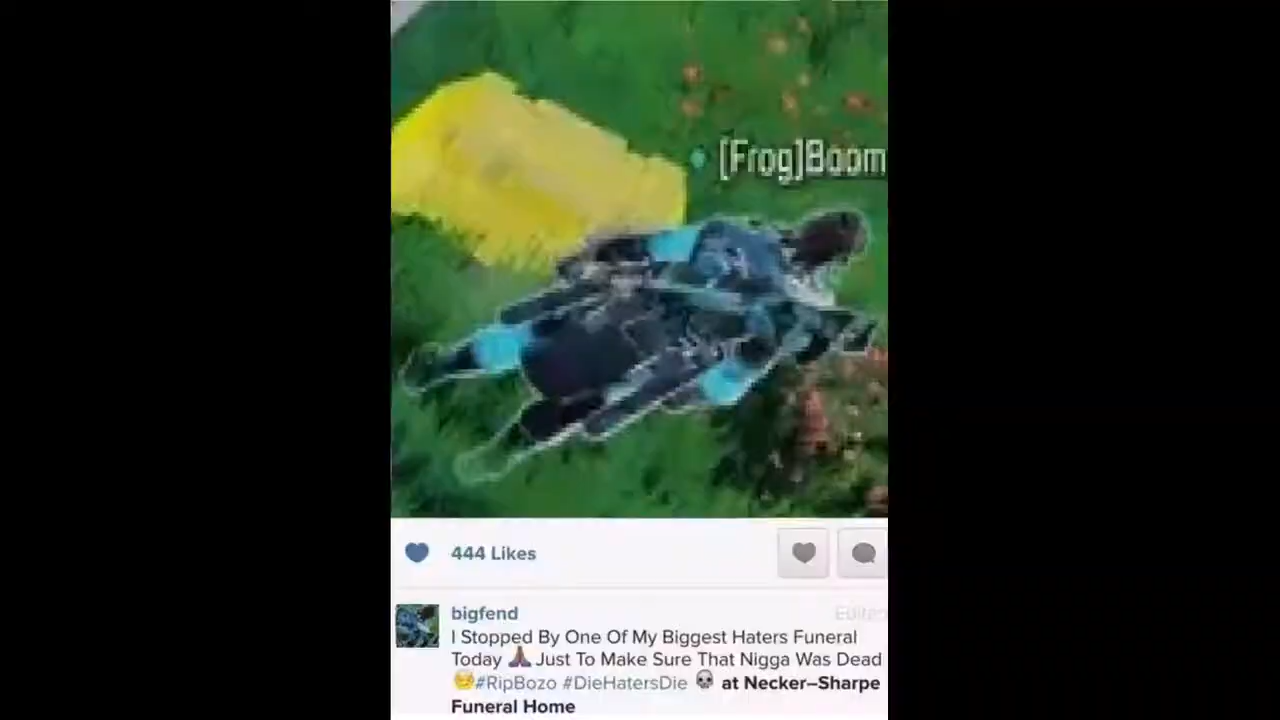 [Frog]Boom
444 Likes
bigfend
Edited
I Stopped By One Of My Biggest Haters Funeral
Today 🙏🏾 Just To Make Sure That Nigga Was Dead
😏#RipBozo #DieHatersDie 💀 at Necker–Sharpe
Funeral Home